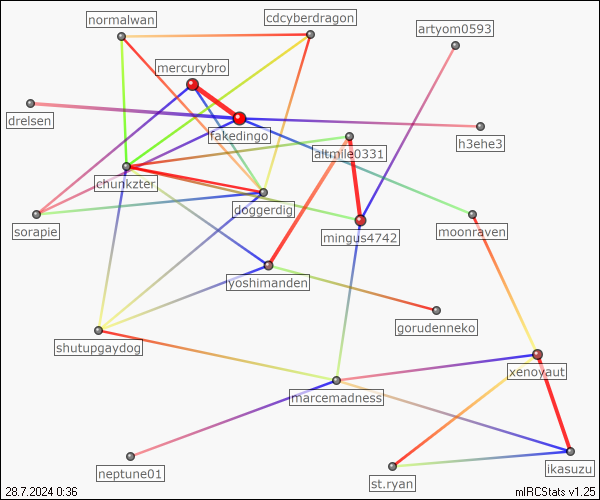 normalwan
cdcyberdragon
artyom0593
mercurybro
drelsen
fakedingo
h3ehe3
altmile0331
chunkzter
doggerdig
sorapie
mingus4742
moonraven
yoshimanden
gorudenneko
shutupgaydog
xenoyaut
marcemadness
neptune01
st.ryan
ikasuzu
28.7.2024 0:36
mIRCStats v1.25